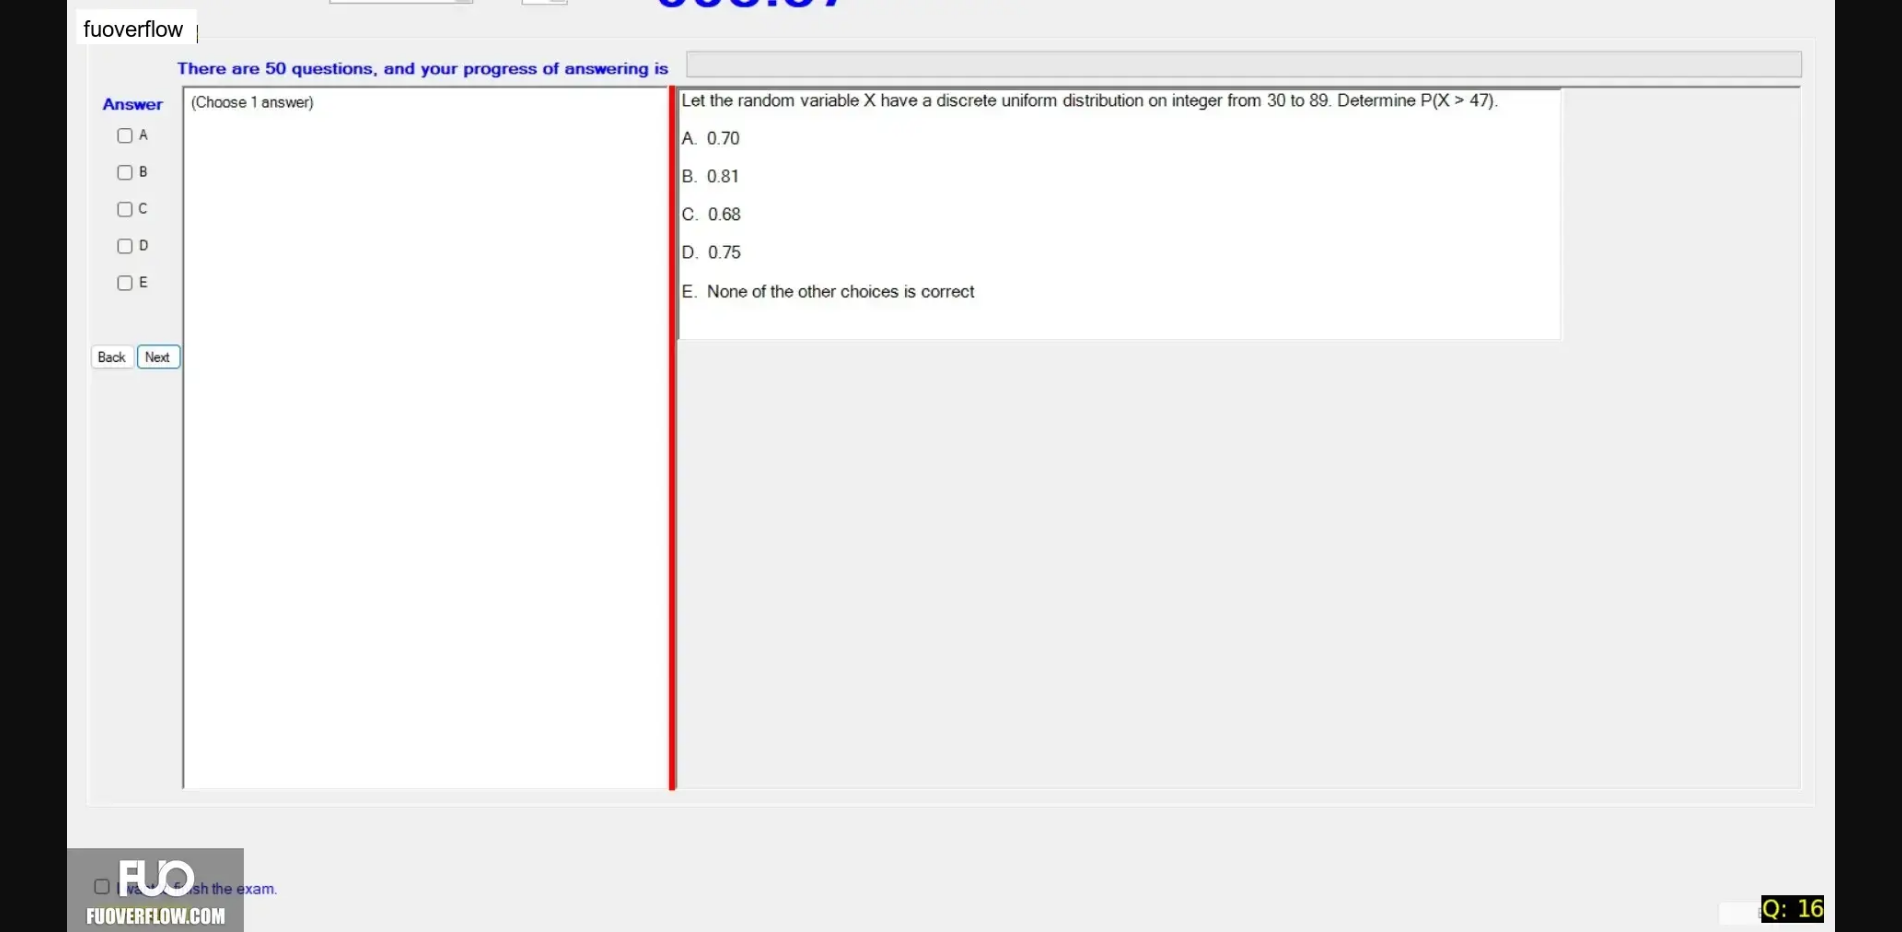 fuoverflow
There are 50 questions, and your progress of answering is
Answer
(Choose 1 answer)
A
B
C
D
E
Back Next
Let the random variable X have a discrete uniform distribution on integer from 30 to 89. Determine P(X > 47).
A. 0.70
B. 0.81
C. 0.68
D. 0.75
E. None of the other choices is correct
FUO
the exam.
FUOVERFLOW.COM
Q: 16